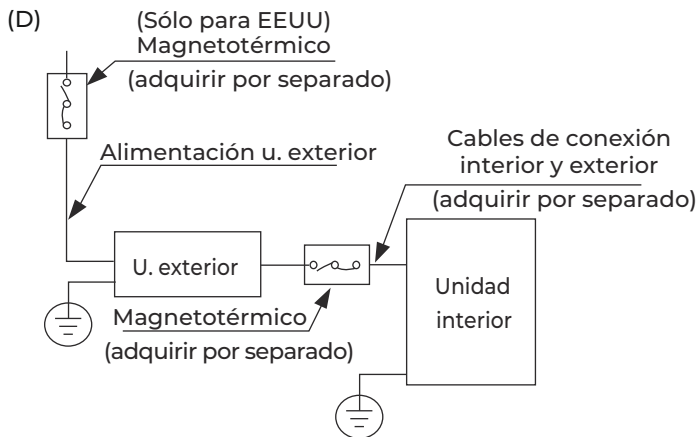 (D)
(Sólo para EEUU)
Magnetotérmico
(adquirir por separado)
Alimentación u. exterior
Cables de conexión
interior y exterior
(adquirir por separado)
U. exterior
Unidad
interior
Magnetotérmico
(adquirir por separado)